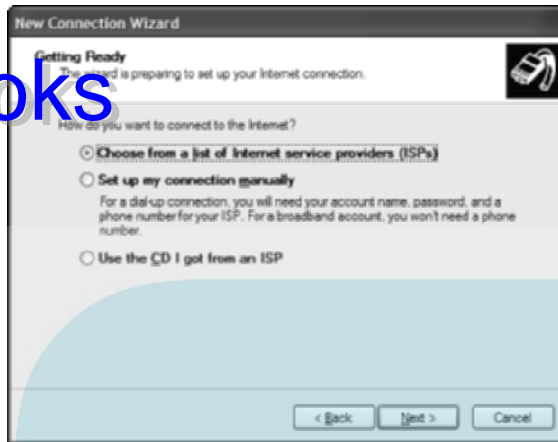 New Connection Wizard
Getting Ready
The wizard is preparing to set up your Internet connection.
oks
How do you want to connect to the Internet?
Choose from a list of Internet service providers (ISPs)
Set up my connection manually
For a dial-up connection, you will need your account name, password, and a
phone number for your ISP. For a broadband account, you won't need a phone
number.
Use the CD I got from an ISP
< Back
Next >
Cancel